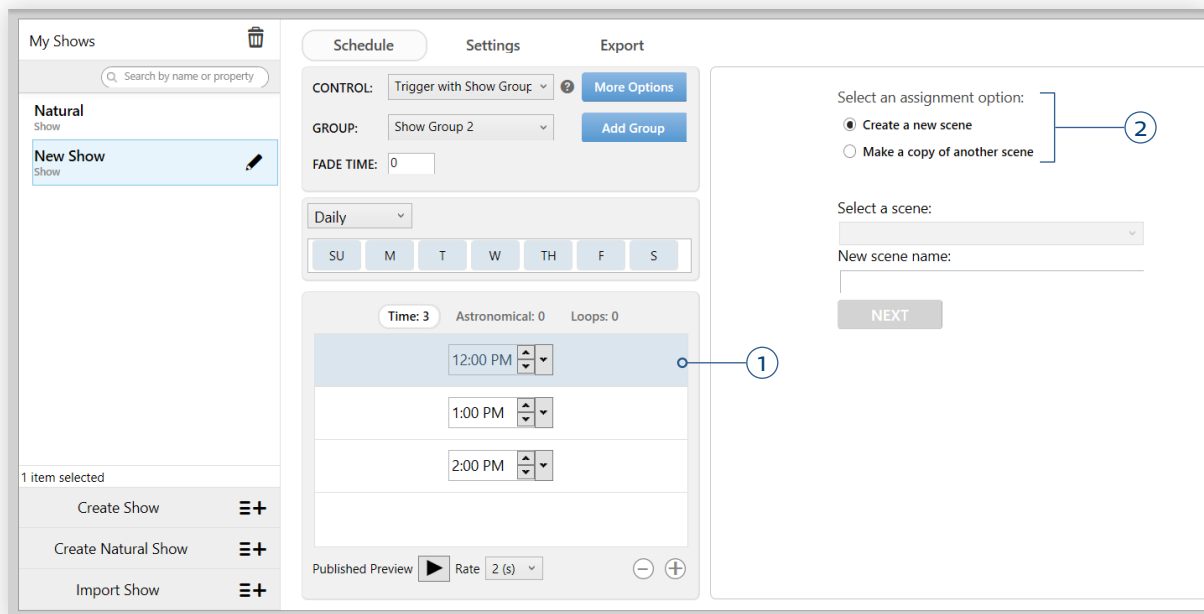 My Shows
Search by name or property
Natural
Show
New Show
Show
1 item selected
Create Show
Create Natural Show
Import Show
Schedule Settings Export
CONTROL: Trigger with Show Group ? More Options
GROUP: Show Group 2 Add Group
FADE TIME: 0
Daily
SU M T W TH F S
Time: 3 Astronomical: 0 Loops: 0
12:00 PM
1
1:00 PM
2:00 PM
Published Preview Rate 2 (s)
Select an assignment option:
Create a new scene
2
Make a copy of another scene
Select a scene:
New scene name:
NEXT